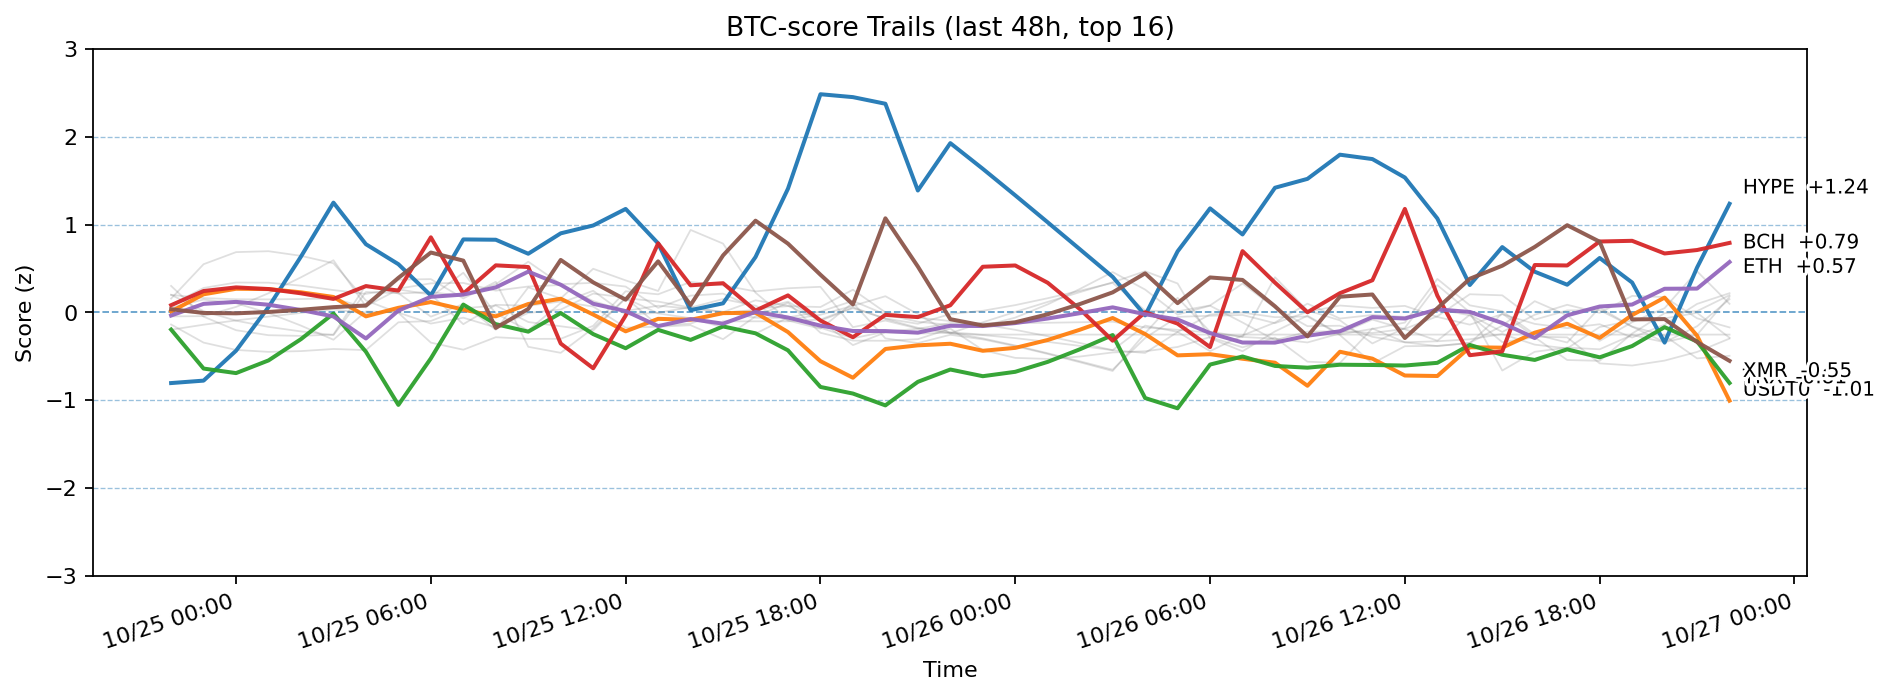 BTC-score Trails (last 48h, top 16)
3
2
1
0
−1
−2
−3
Score (z)
HYPE +1.24
BCH +0.79
ETH +0.57
XMR -0.55
USDT0 -1.01
10/25 00:00
10/25 06:00
10/25 12:00
10/25 18:00
10/26 00:00
10/26 06:00
10/26 12:00
10/26 18:00
10/27 00:00
Time